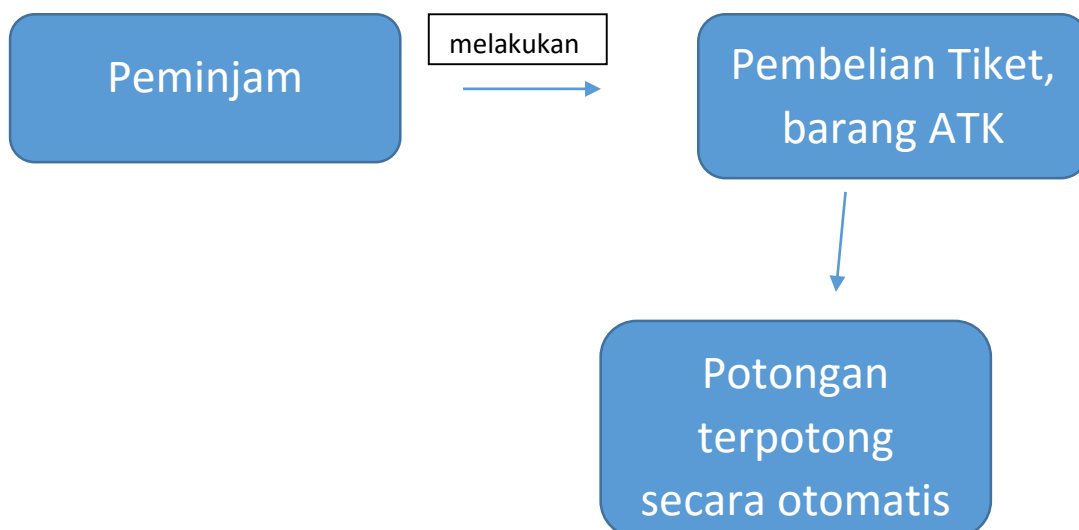 Peminjam
melakukan
Pembelian Tiket,
barang ATK
Potongan
terpotong
secara otomatis